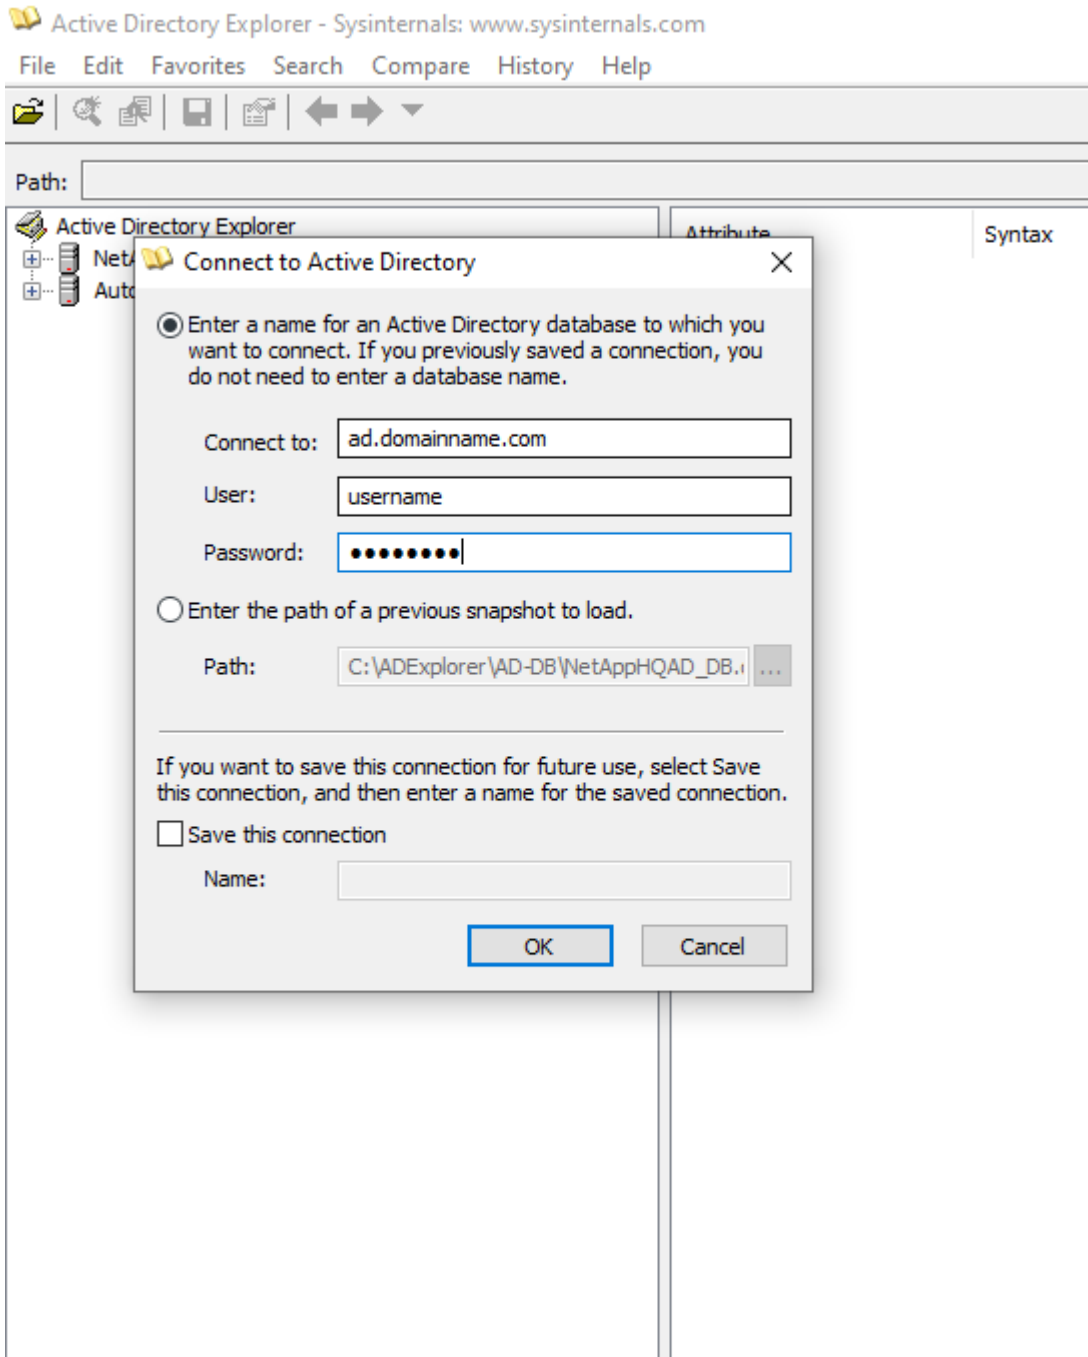 Active Directory Explorer - Sysinternals: www.sysinternals.com
File Edit Favorites Search Compare History Help
Path:
Active Directory Explorer
Attribute Syntax
NetA
Auto
Connect to Active Directory
Enter a name for an Active Directory database to which you
want to connect. If you previously saved a connection, you
do not need to enter a database name.
Connect to: ad.domainname.com
User: username
Password: ●●●●●●●●
Enter the path of a previous snapshot to load.
Path: C:\ADExplorer\AD-DB\NetAppHQAD_DB. ...
If you want to save this connection for future use, select Save
this connection, and then enter a name for the saved connection.
Save this connection
Name:
OK Cancel